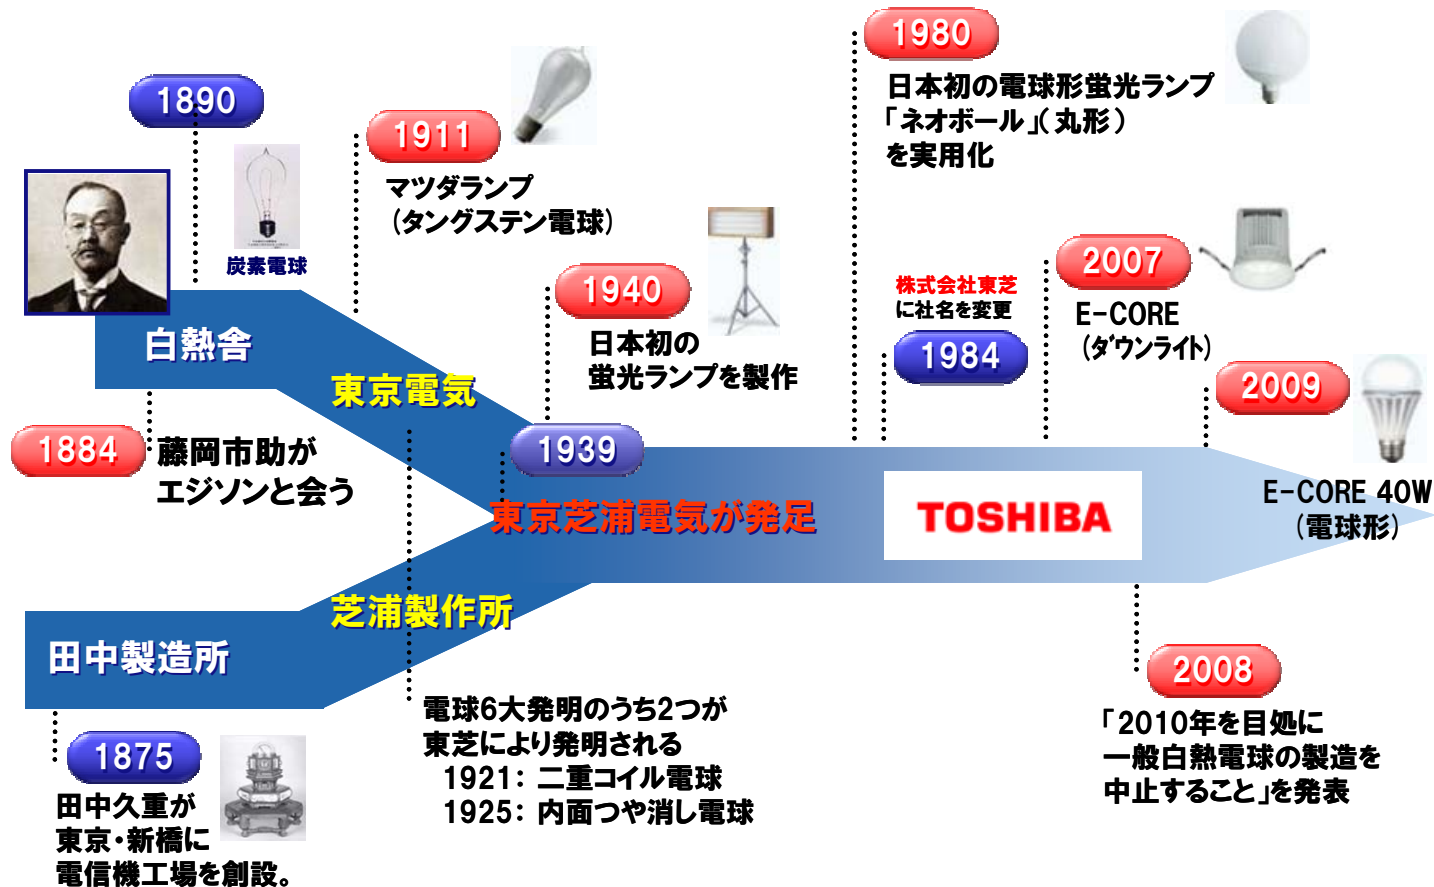 1890
炭素電球
白熱舎
1884
藤岡市助が
エジソンと会う
1911
マツダランプ
(タングステン電球)
東京電気
1940
日本初の
蛍光ランプを製作
1939
東京芝浦電気が発足
1980
日本初の電球形蛍光ランプ
「ネオボール」(丸形)
を実用化
株式会社東芝
に社名を変更
1984
2007
E-CORE
(ダウンライト)
2009
E-CORE 40W
(電球形)
TOSHIBA
芝浦製作所
田中製造所
1875
田中久重が
東京・新橋に
電信機工場を創設。
電球6大発明のうち2つが
東芝により発明される
1921: 二重コイル電球
1925: 内面つや消し電球
2008
「2010年を目処に
一般白熱電球の製造を
中止すること」を発表